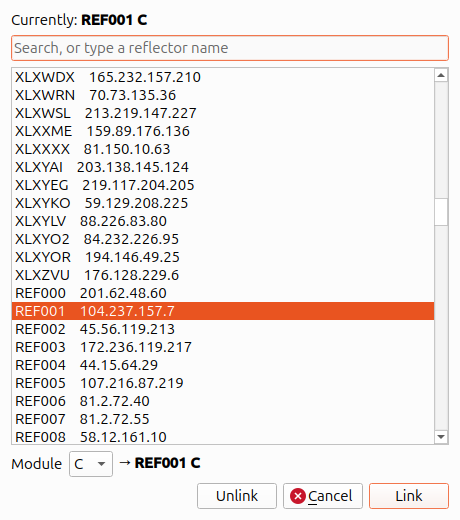 Currently: REF001 C
Search, or type a reflector name
XLXWDX 165.232.157.210
XLXWRN 70.73.135.36
XLXWSL 213.219.147.227
XLXXME 159.89.176.136
XLXXXX 81.150.10.63
XLXYAI 203.138.145.124
XLXYEG 219.117.204.205
XLXYKO 59.129.208.225
XLXYLV 88.226.83.80
XLXYO2 84.232.226.95
XLXYOR 194.146.49.25
XLXZVU 176.128.229.6
REF000 201.62.48.60
REF001 104.237.157.7
REF002 45.56.119.213
REF003 172.236.119.217
REF004 44.15.64.29
REF005 107.216.87.219
REF006 81.2.72.40
REF007 81.2.72.55
REF008 58.12.161.10
Module C → REF001 C
Unlink Cancel Link